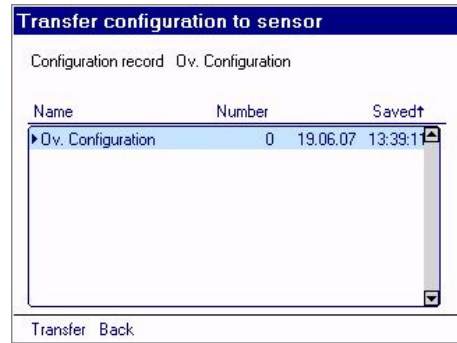 Transfer configuration to sensor
Configuration record Ov. Configuration
Name Number Saved↑
Ov. Configuration 0 19.06.07 13:39:11
Transfer Back